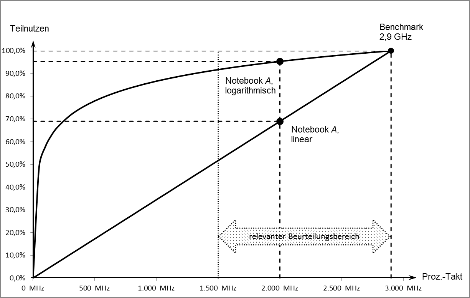 Teilnutzen
Benchmark
2,9 GHz
100,0%
90,0%
80,0%
70,0%
60,0%
50,0%
40,0%
30,0%
20,0%
10,0%
0,0%
Notebook A,
logarithmisch
Notebook A,
linear
relevanter Beurteilungsbereich
Proz.-Takt
0 MHz
500 MHz
1.000 MHz
1.500 MHz
2.000 MHz
2.500 MHz
3.000 MHz